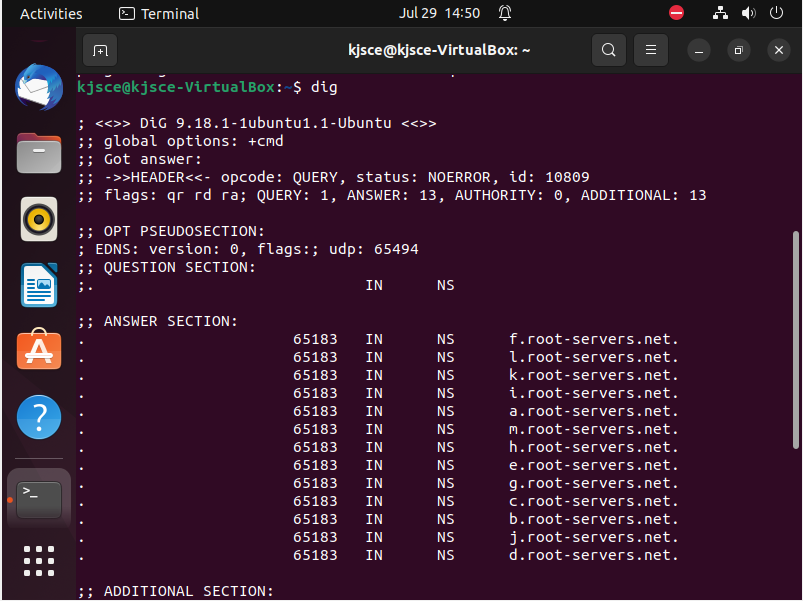 Activities Terminal Jul 29 14:50
kjsce@kjsce-VirtualBox: ~
kjsce@kjsce-VirtualBox:~$ dig
; <<>> DiG 9.18.1-1ubuntu1.1-Ubuntu <<>>
;; global options: +cmd
;; Got answer:
;; ->>HEADER<<- opcode: QUERY, status: NOERROR, id: 10809
;; flags: qr rd ra; QUERY: 1, ANSWER: 13, AUTHORITY: 0, ADDITIONAL: 13
;; OPT PSEUDOSECTION:
; EDNS: version: 0, flags:; udp: 65494
;; QUESTION SECTION:
;. IN NS
;; ANSWER SECTION:
. 65183 IN NS f.root-servers.net.
. 65183 IN NS l.root-servers.net.
. 65183 IN NS k.root-servers.net.
. 65183 IN NS i.root-servers.net.
. 65183 IN NS a.root-servers.net.
. 65183 IN NS m.root-servers.net.
. 65183 IN NS h.root-servers.net.
. 65183 IN NS e.root-servers.net.
. 65183 IN NS g.root-servers.net.
. 65183 IN NS c.root-servers.net.
. 65183 IN NS b.root-servers.net.
. 65183 IN NS j.root-servers.net.
. 65183 IN NS d.root-servers.net.
;; ADDITIONAL SECTION: